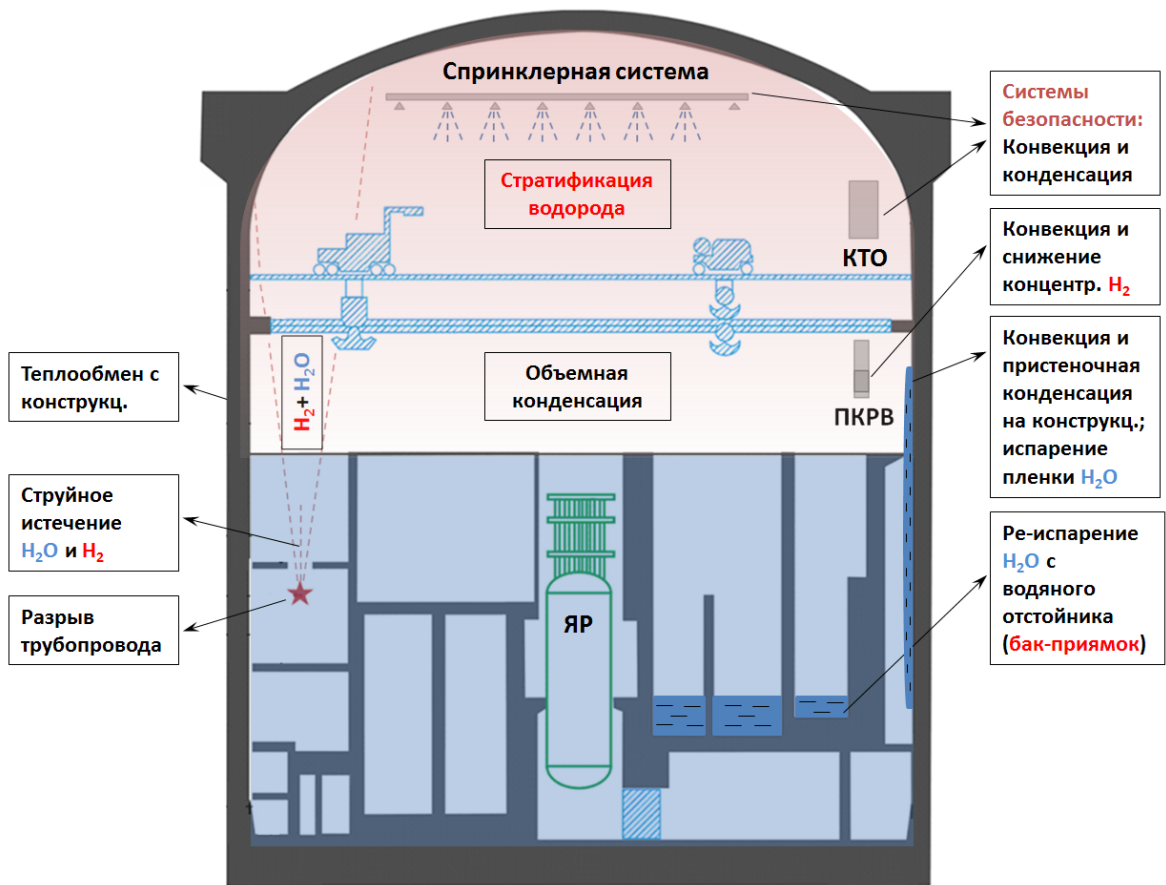 Спринклерная система
Стратификация
водорода
КТО
H₂+ H₂O
Объемная
конденсация
ПКРВ
ЯР
Теплообмен с
конструкц.
Струйное
истечение
H₂O и H₂
Разрыв
трубопровода
Системы
безопасности:
Конвекция и
конденсация
Конвекция и
снижение
концентр. H₂
Конвекция и
пристеночная
конденсация
на конструкц.;
испарение
пленки H₂O
Ре-испарение
H₂O с
водяного
отстойника
(бак-приямок)